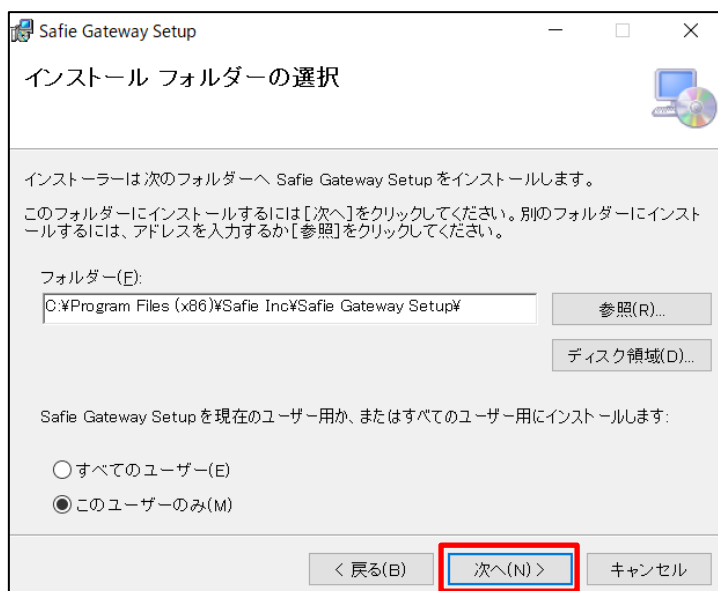 Safie Gateway Setup
インストール フォルダーの選択
インストーラーは次のフォルダーへ Safie Gateway Setup をインストールします。
このフォルダーにインストールするには[次へ]をクリックしてください。別のフォルダーにインスト
ールするには、アドレスを入力するか[参照]をクリックしてください。
フォルダー(F):
C:¥Program Files (x86)¥Safie Inc¥Safie Gateway Setup¥
参照(R)...
ディスク領域(D)...
Safie Gateway Setup を現在のユーザー用か、またはすべてのユーザー用にインストールします:
すべてのユーザー(E)
このユーザーのみ(M)
< 戻る(B)
次へ(N) >
キャンセル